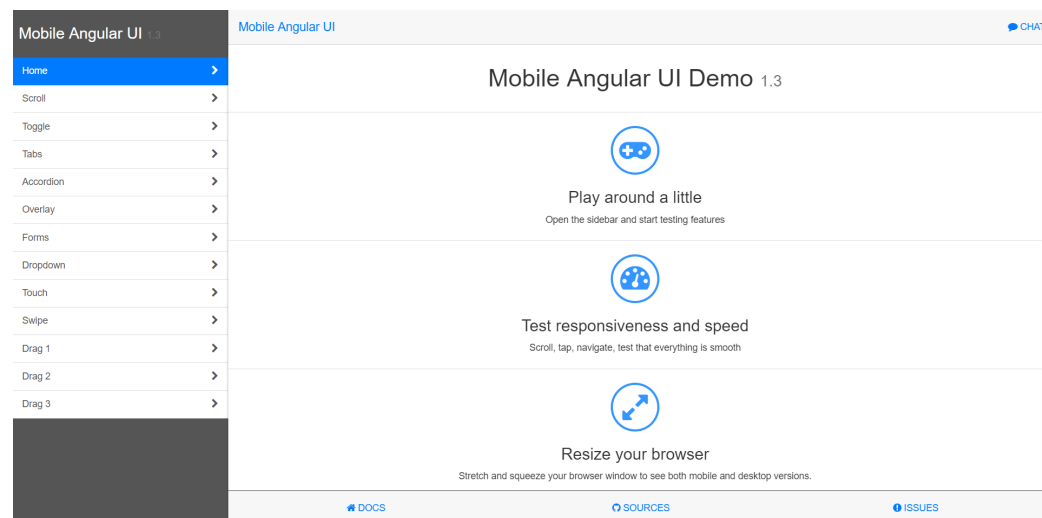 Mobile Angular UI 1.3
Home
Scroll
Toggle
Tabs
Accordion
Overlay
Forms
Dropdown
Touch
Swipe
Drag 1
Drag 2
Drag 3
Mobile Angular UI
CHAT
Mobile Angular UI Demo 1.3
Play around a little
Open the sidebar and start testing features
Test responsiveness and speed
Scroll, tap, navigate, test that everything is smooth
Resize your browser
Stretch and squeeze your browser window to see both mobile and desktop versions.
DOCS
SOURCES
ISSUES